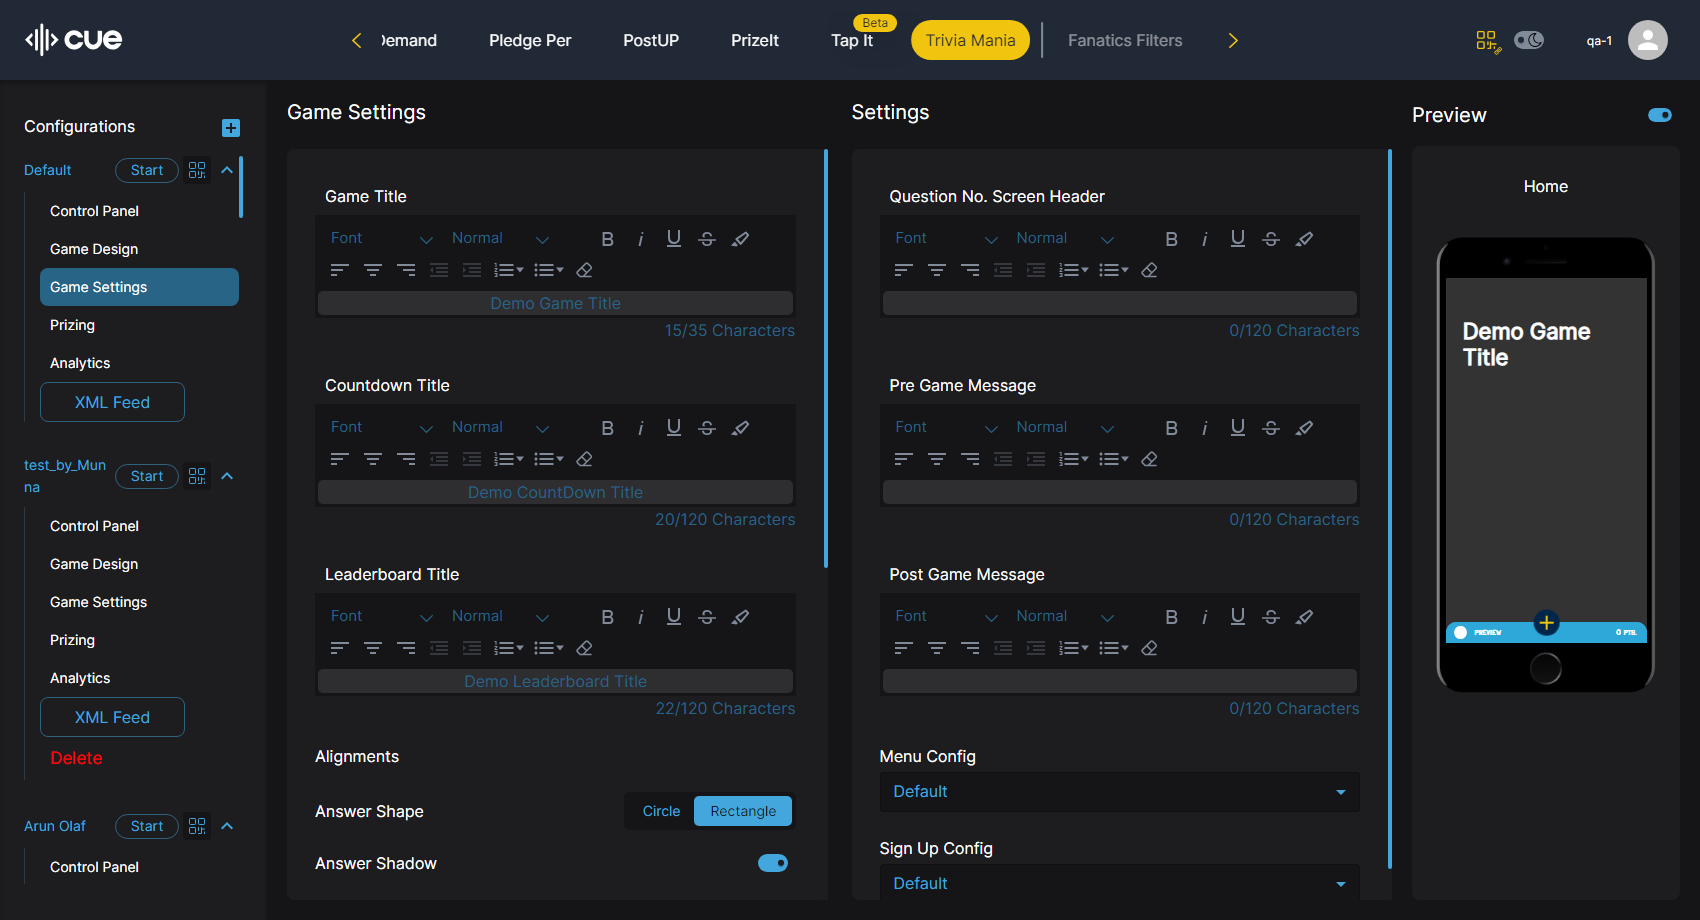 cue
Demand
Pledge Per
PostUP
PrizeIt
Tap It
Beta
Trivia Mania
Fanatics Filters
qa-1
Configurations
Default
Start
Control Panel
Game Design
Game Settings
Prizing
Analytics
XML Feed
test_by_Mun
na
Start
Control Panel
Game Design
Game Settings
Prizing
Analytics
XML Feed
Delete
Arun Olaf
Start
Control Panel
Game Settings
Game Title
Font
Normal
Demo Game Title
15/35 Characters
Countdown Title
Font
Normal
Demo CountDown Title
20/120 Characters
Leaderboard Title
Font
Normal
Demo Leaderboard Title
22/120 Characters
Alignments
Answer Shape
Circle
Rectangle
Answer Shadow
Settings
Question No. Screen Header
Font
Normal
0/120 Characters
Pre Game Message
Font
Normal
0/120 Characters
Post Game Message
Font
Normal
0/120 Characters
Menu Config
Default
Sign Up Config
Default
Preview
Home
Demo Game
Title
PREVIEW
0 PTS.